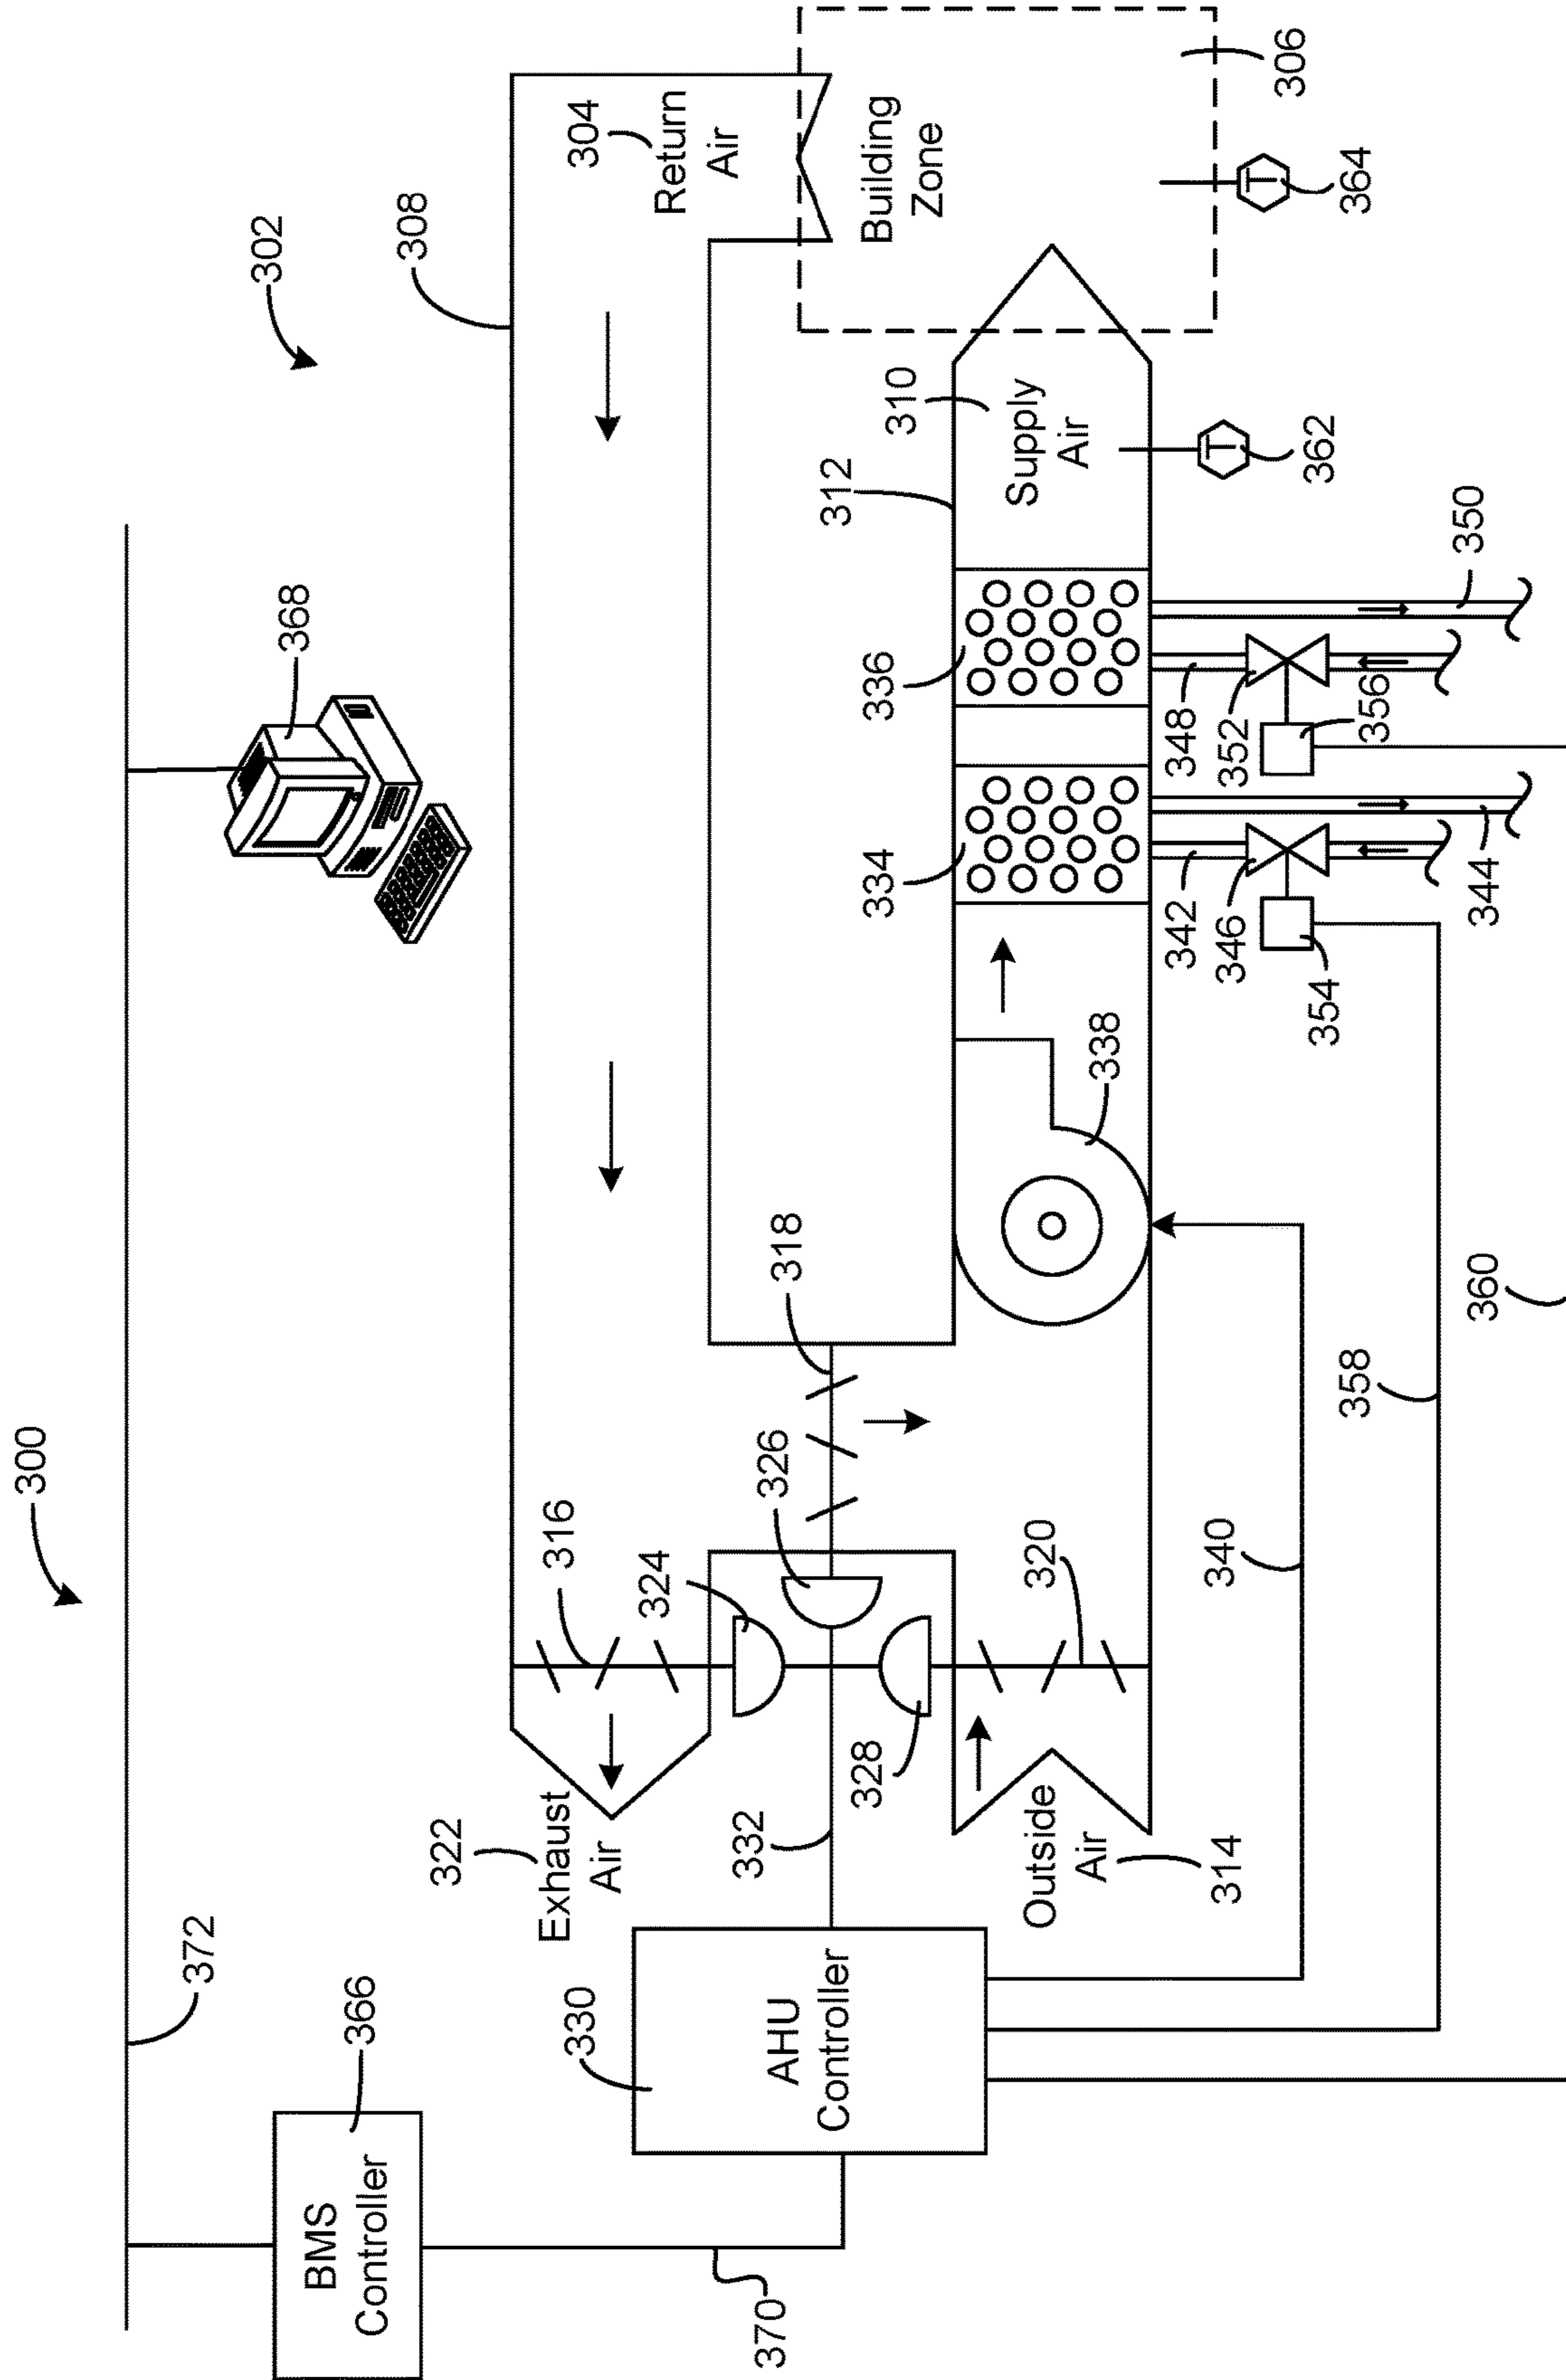 300
372
BMS
Controller
366
368
302
370
AHU
Controller
330
322
Exhaust
Air
316
324
308
304
Return
Air
332
326
318
328
Building
Zone
306
Outside
Air
314
320
338
334
336
312
310
Supply
Air
340
342
346
354
344
348
352
356
350
362
364
358
360
T
T